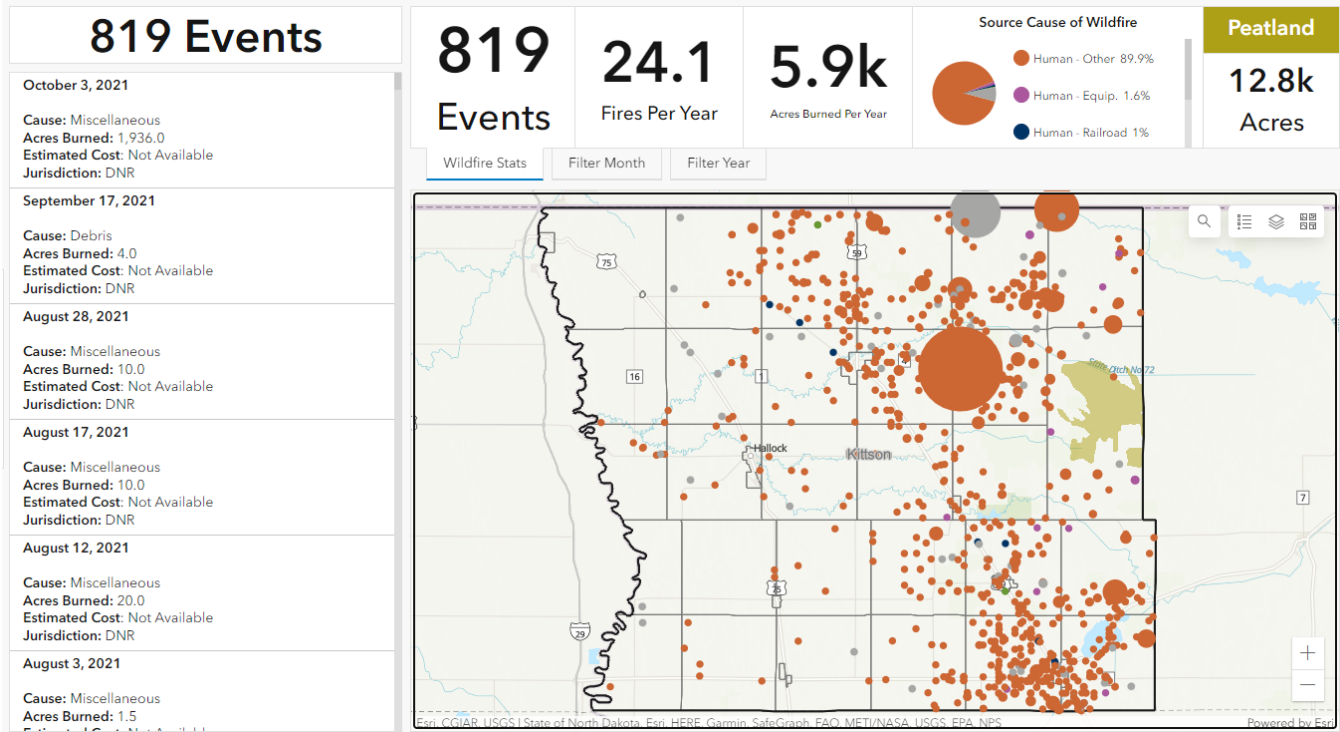 819 Events
October 3, 2021
Cause: Miscellaneous
Acres Burned: 1,936.0
Estimated Cost: Not Available
Jurisdiction: DNR
September 17, 2021
Cause: Debris
Acres Burned: 4.0
Estimated Cost: Not Available
Jurisdiction: DNR
August 28, 2021
Cause: Miscellaneous
Acres Burned: 10.0
Estimated Cost: Not Available
Jurisdiction: DNR
August 17, 2021
Cause: Miscellaneous
Acres Burned: 10.0
Estimated Cost: Not Available
Jurisdiction: DNR
August 12, 2021
Cause: Miscellaneous
Acres Burned: 20.0
Estimated Cost: Not Available
Jurisdiction: DNR
August 3, 2021
Cause: Miscellaneous
Acres Burned: 1.5
819
Events
24.1
Fires Per Year
5.9k
Acres Burned Per Year
Source Cause of Wildfire
Human - Other 89.9%
Human - Equip. 1.6%
Human - Railroad 1%
Peatland
12.8k
Acres
Wildfire Stats
Filter Month
Filter Year
59
75
16
1
4
State Ditch No 72
Hallock
Kittson
7
75
29
+
−
Esri, CGIAR, USGS | State of North Dakota, Esri, HERE, Garmin, SafeGraph, FAO, METI/NASA, USGS, EPA, NPS
Powered by Esri